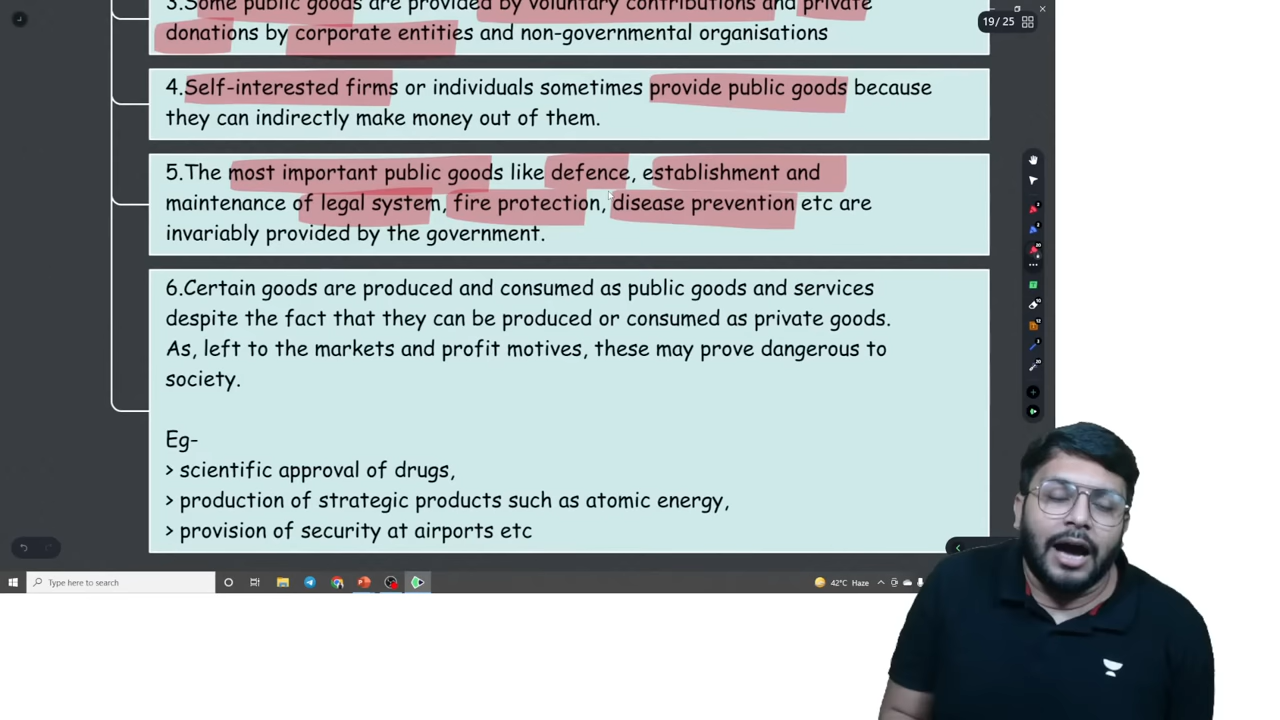 3.Some public goods are provided by voluntary contributions and private
donations by corporate entities and non-governmental organisations
19/25
4.Self-interested firms or individuals sometimes provide public goods because
they can indirectly make money out of them.
5.The most important public goods like defence, establishment and
maintenance of legal system, fire protection, disease prevention etc are
invariably provided by the government.
6.Certain goods are produced and consumed as public goods and services
despite the fact that they can be produced or consumed as private goods.
As, left to the markets and profit motives, these may prove dangerous to
society.
Eg-
> scientific approval of drugs,
> production of strategic products such as atomic energy,
> provision of security at airports etc
Type here to search
42°C Haze